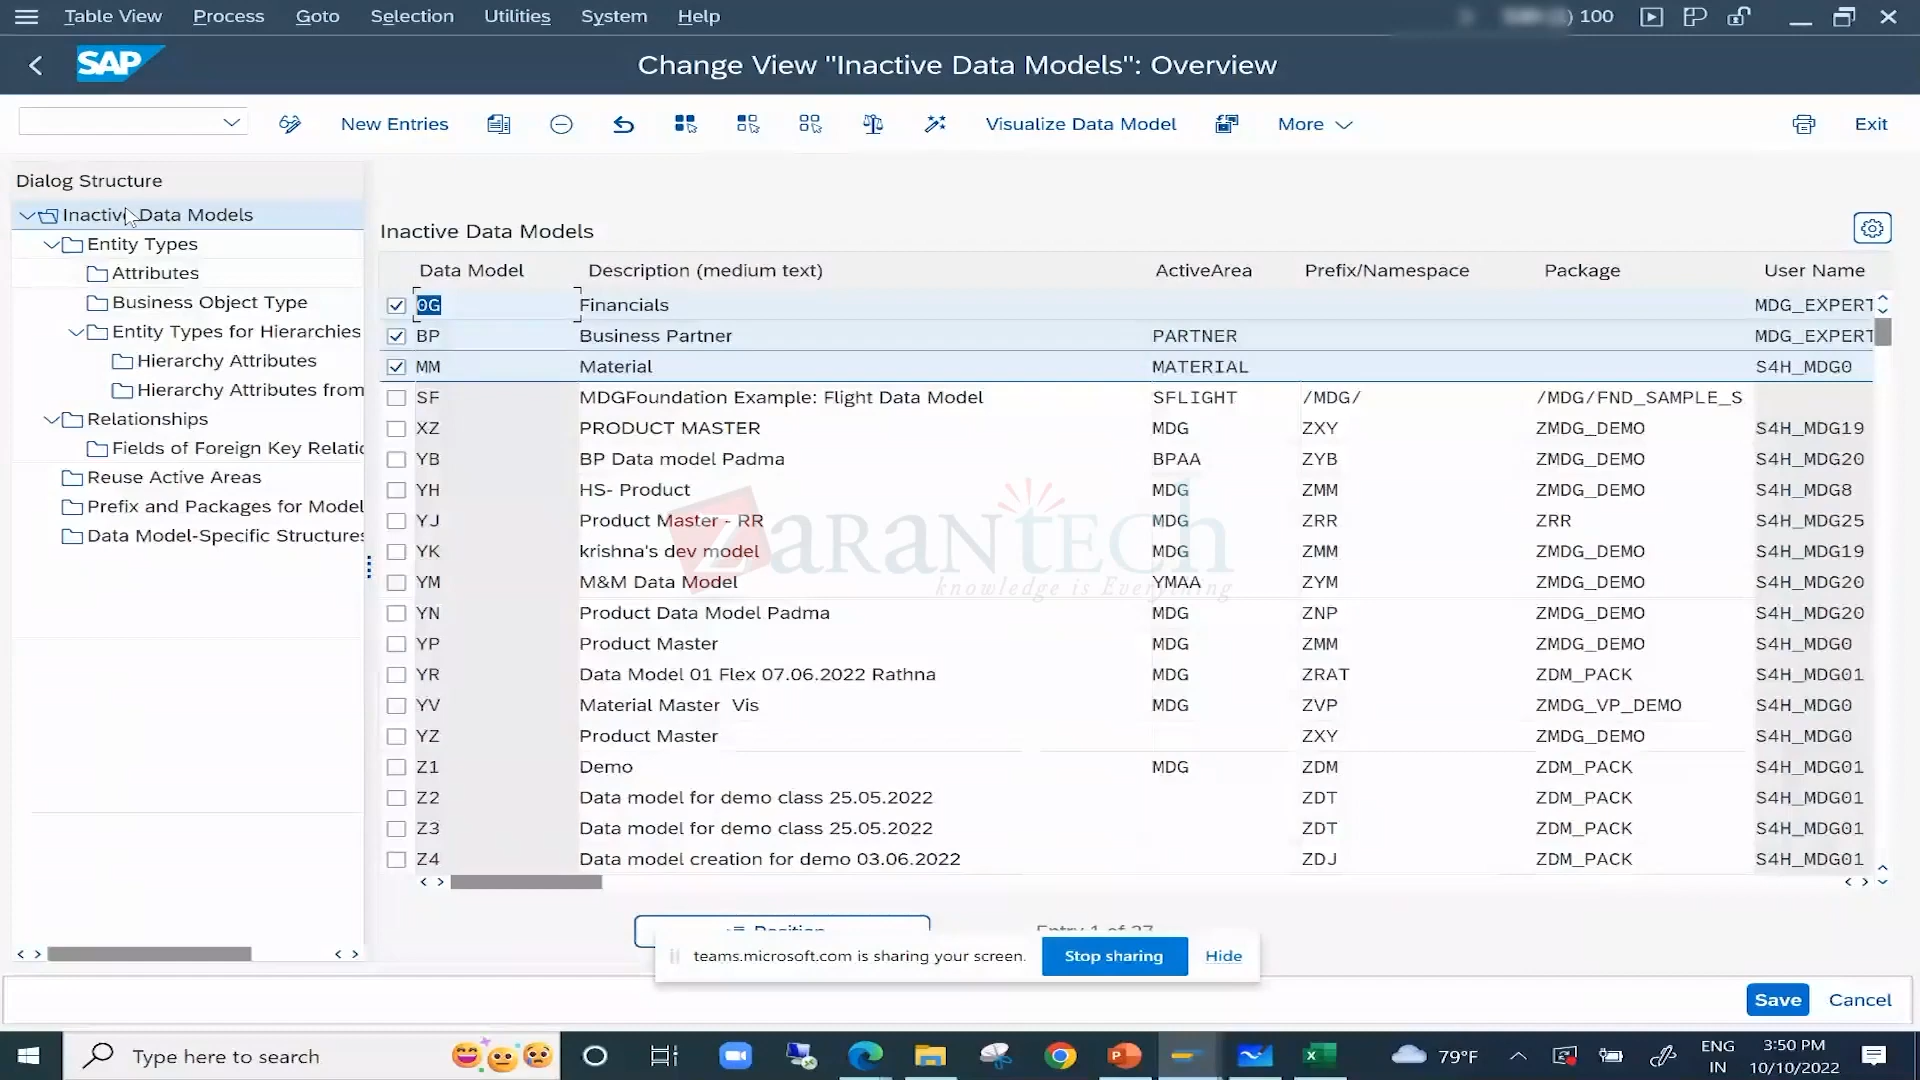 Table View Process Goto Selection Utilities System Help 100
SAP Change View "Inactive Data Models": Overview
New Entries Visualize Data Model More Exit
Dialog Structure
Inactive Data Models
Entity Types
Attributes
Business Object Type
Entity Types for Hierarchies
Hierarchy Attributes
Hierarchy Attributes from
Relationships
Fields of Foreign Key Relatio
Reuse Active Areas
Prefix and Packages for Model
Data Model-Specific Structures
Inactive Data Models
Data Model Description (medium text) ActiveArea Prefix/Namespace Package User Name
0G Financials MDG_EXPERT
BP Business Partner PARTNER MDG_EXPERT
MM Material MATERIAL S4H_MDG0
SF MDGFoundation Example: Flight Data Model SFLIGHT /MDG/ /MDG/FND_SAMPLE_S
XZ PRODUCT MASTER MDG ZXY ZMDG_DEMO S4H_MDG19
YB BP Data model Padma BPAA ZYB ZMDG_DEMO S4H_MDG20
YH HS- Product MDG ZMM ZMDG_DEMO S4H_MDG8
YJ Product Master - RR MDG ZRR ZRR S4H_MDG25
YK krishna's dev model MDG ZMM ZMDG_DEMO S4H_MDG19
YM M&M Data Model YMAA ZYM ZMDG_DEMO S4H_MDG20
YN Product Data Model Padma MDG ZNP ZMDG_DEMO S4H_MDG20
YP Product Master MDG ZMM ZMDG_DEMO S4H_MDG0
YR Data Model 01 Flex 07.06.2022 Rathna MDG ZRAT ZDM_PACK S4H_MDG01
YV Material Master Vis MDG ZVP ZMDG_VP_DEMO S4H_MDG0
YZ Product Master ZXY ZMDG_DEMO S4H_MDG0
Z1 Demo MDG ZDM ZDM_PACK S4H_MDG01
Z2 Data model for demo class 25.05.2022 ZDT ZDM_PACK S4H_MDG01
Z3 Data model for demo class 25.05.2022 ZDT ZDM_PACK S4H_MDG01
Z4 Data model creation for demo 03.06.2022 ZDJ ZDM_PACK S4H_MDG01
zaranTech
knowledge is Everything
Position Entry 1 of 27
teams.microsoft.com is sharing your screen. Stop sharing Hide
Save Cancel
Type here to search 79°F ENG IN 3:50 PM 10/10/2022